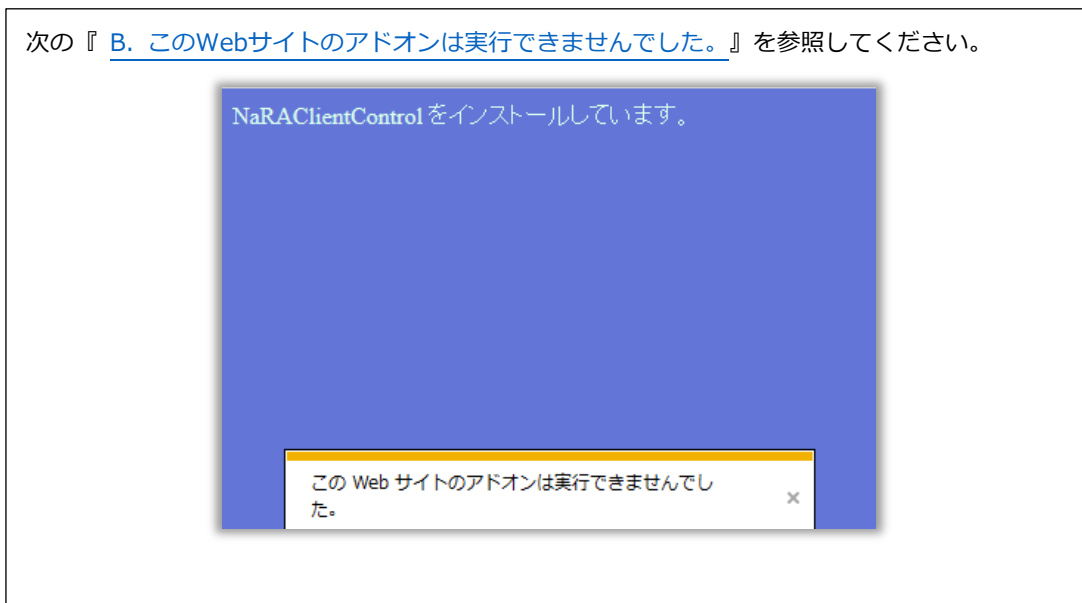 次の『 B. このWebサイトのアドオンは実行できませんでした。』を参照してください。
NaRAClientControl をインストールしています。
この Web サイトのアドオンは実行できませんでし
た。
×